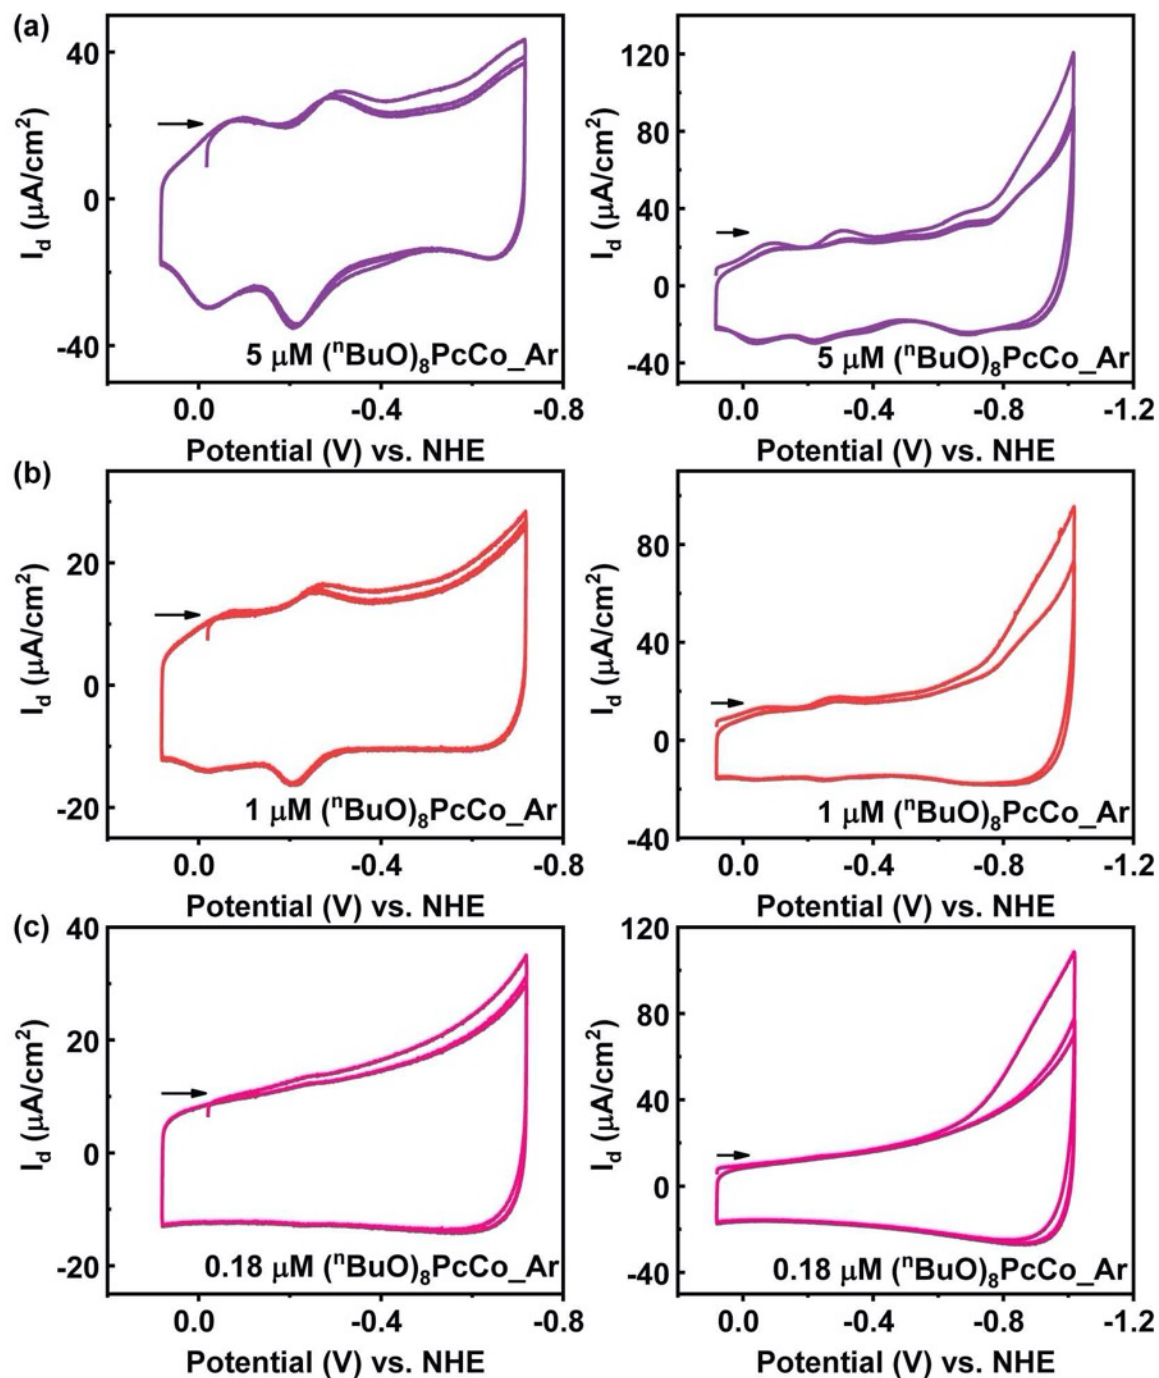 (a)
40
0
-40
I_d (μA/cm²)
5 μM (ⁿBuO)₈PcCo_Ar
0.0 -0.4 -0.8
Potential (V) vs. NHE
120
80
40
0
-40
I_d (μA/cm²)
5 μM (ⁿBuO)₈PcCo_Ar
0.0 -0.4 -0.8 -1.2
Potential (V) vs. NHE
(b)
20
0
-20
I_d (μA/cm²)
1 μM (ⁿBuO)₈PcCo_Ar
0.0 -0.4 -0.8
Potential (V) vs. NHE
80
40
0
-40
I_d (μA/cm²)
1 μM (ⁿBuO)₈PcCo_Ar
0.0 -0.4 -0.8 -1.2
Potential (V) vs. NHE
(c)
40
20
0
-20
I_d (μA/cm²)
0.18 μM (ⁿBuO)₈PcCo_Ar
0.0 -0.4 -0.8
Potential (V) vs. NHE
120
80
40
0
-40
I_d (μA/cm²)
0.18 μM (ⁿBuO)₈PcCo_Ar
0.0 -0.4 -0.8 -1.2
Potential (V) vs. NHE